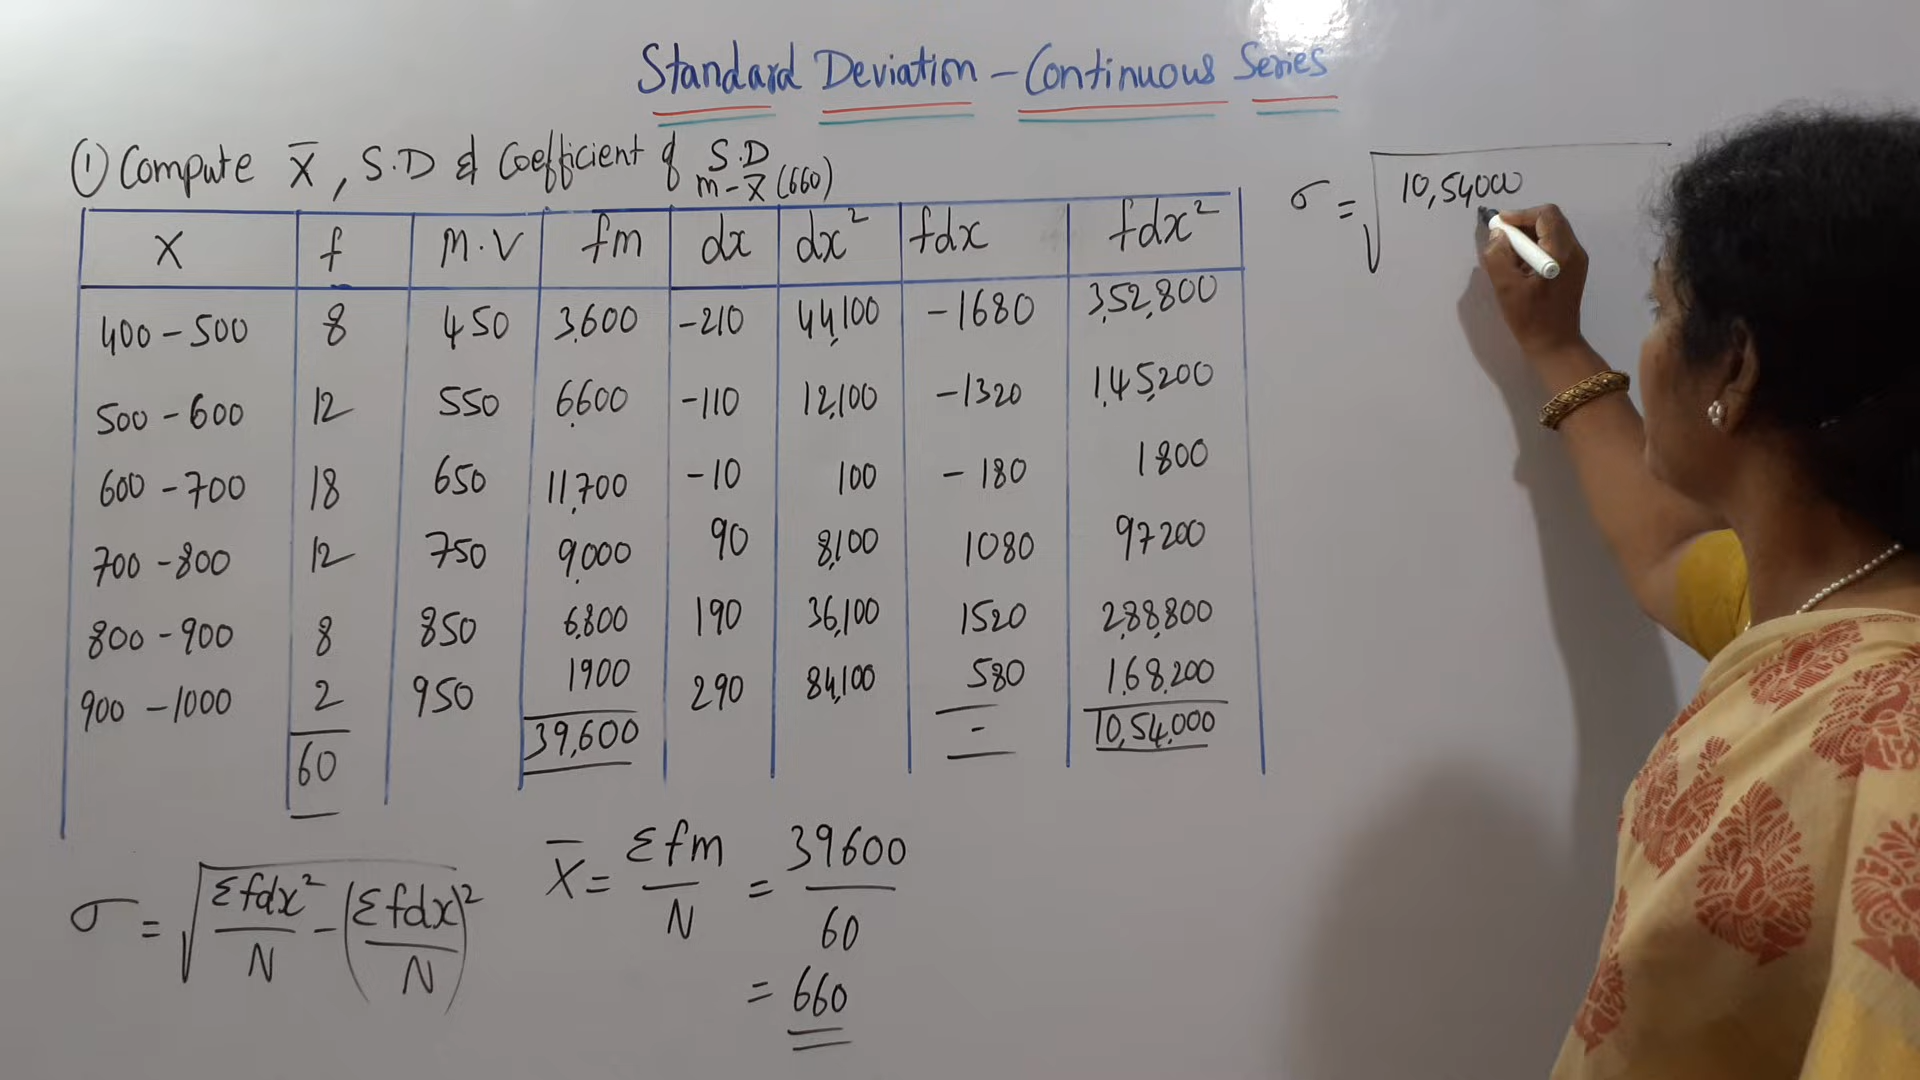 Standard Deviation - Continuous Series
① Compute X̅, S.D & Coefficient of S.D
m - X̅ (660)
X f M.V fm dx dx² fdx fdx²
400 - 500 8 450 3,600 -210 44,100 -1680 3,52,800
500 - 600 12 550 6,600 -110 12,100 -1320 1,45,200
600 - 700 18 650 11,700 -10 100 -180 1800
700 - 800 12 750 9,000 90 8,100 1080 97200
800 - 900 8 850 6,800 190 36,100 1520 2,88,800
900 - 1000 2 950 1900 290 84,100 580 1,68,200
60 39,600 - 10,54,000
σ = √ Σfdx²/N - (Σfdx/N)²
X̅ = Σfm/N = 39600/60
= 660
σ = √ 10,54000